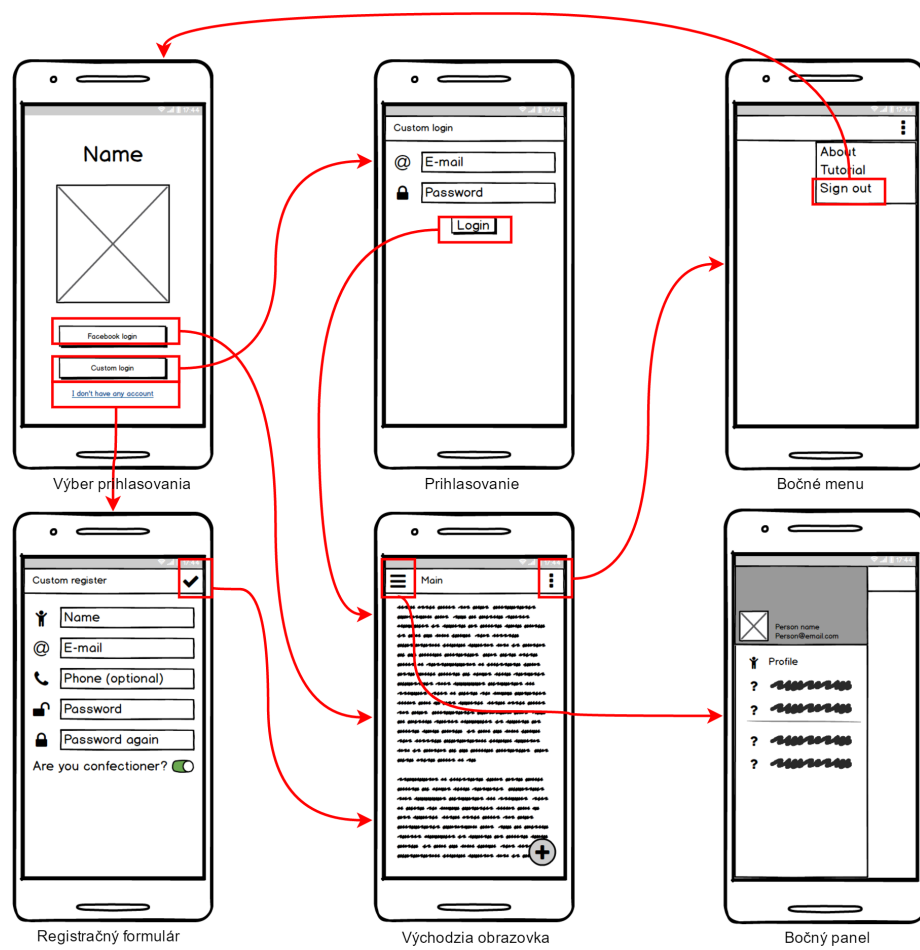 Name
Facebook login
Custom login
I don't have any account
Výber prihlasovania
Custom login
@ E-mail
Password
Login
Prihlasovanie
About
Tutorial
Sign out
Bočné menu
Custom register
Name
@ E-mail
Phone (optional)
Password
Password again
Are you confectioner?
Registračný formulár
Main
Východzia obrazovka
Person name
Person@email.com
Profile
?
?
?
?
Bočný panel